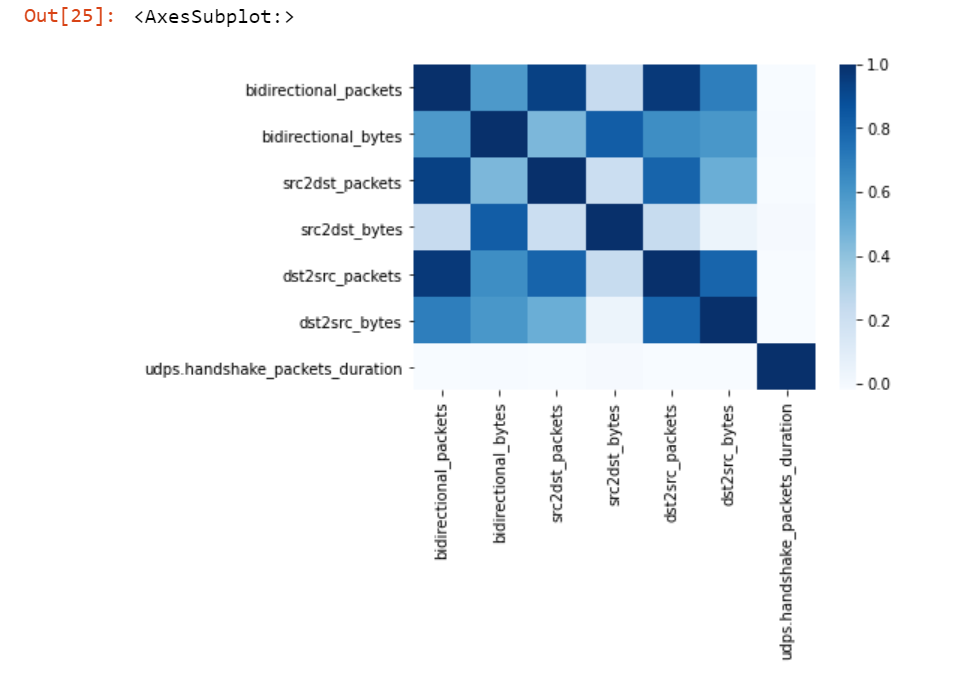 Out[25]: <AxesSubplot:>
bidirectional_packets
bidirectional_bytes
src2dst_packets
src2dst_bytes
dst2src_packets
dst2src_bytes
udps.handshake_packets_duration
bidirectional_packets
bidirectional_bytes
src2dst_packets
src2dst_bytes
dst2src_packets
dst2src_bytes
udps.handshake_packets_duration
1.0
0.8
0.6
0.4
0.2
0.0